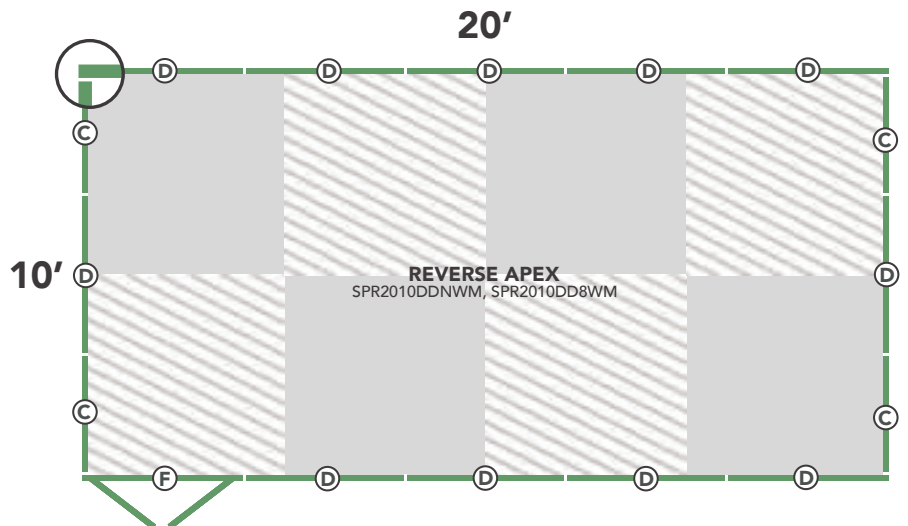 20′
D D D D D
C C
10′ D D
REVERSE APEX
SPR2010DDNWM, SPR2010DD8WM
C C
F D D D D